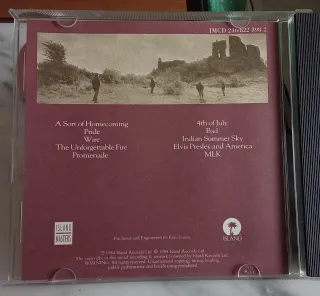 IMCD 236/822 898 2
A Sort of Homecoming
Pride
Wire
The Unforgettable Fire
Promenade
4th of July
Bad
Indian Summer Sky
Elvis Presley and America
MLK
ISLAND
MASTERS
ISLAND